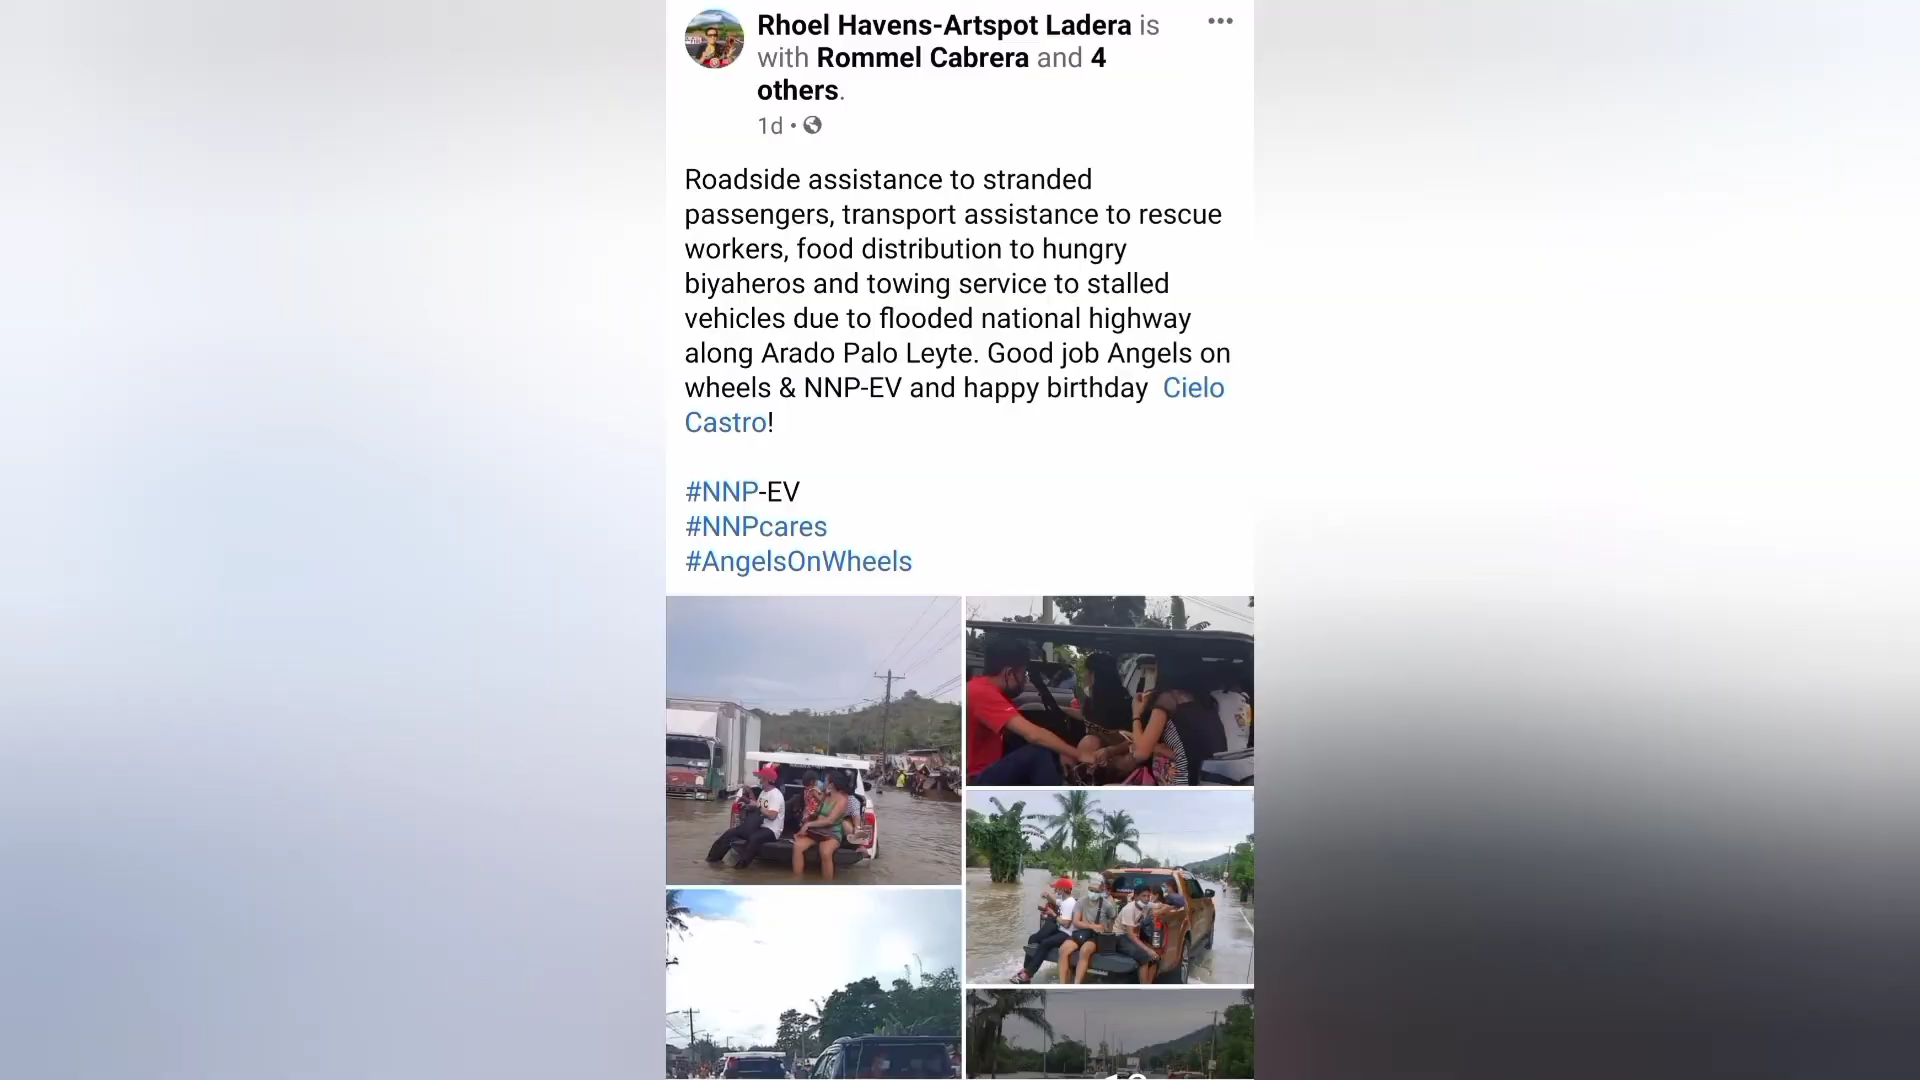 Rhoel Havens-Artspot Ladera is
with Rommel Cabrera and 4
others.
1d •
Roadside assistance to stranded
passengers, transport assistance to rescue
workers, food distribution to hungry
biyaheros and towing service to stalled
vehicles due to flooded national highway
along Arado Palo Leyte. Good job Angels on
wheels & NNP-EV and happy birthday Cielo
Castro!
#NNP-EV
#NNPcares
#AngelsOnWheels